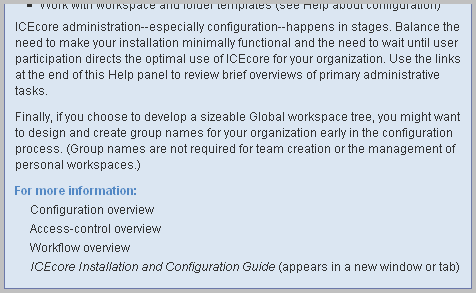 ▪ Work with workspace and folder templates (see Help about configuration)
ICEcore administration--especially configuration--happens in stages. Balance the
need to make your installation minimally functional and the need to wait until user
participation directs the optimal use of ICEcore for your organization. Use the links
at the end of this Help panel to review brief overviews of primary administrative
tasks.
Finally, if you choose to develop a sizeable Global workspace tree, you might want
to design and create group names for your organization early in the configuration
process. (Group names are not required for team creation or the management of
personal workspaces.)
For more information:
Configuration overview
Access-control overview
Workflow overview
ICEcore Installation and Configuration Guide (appears in a new window or tab)